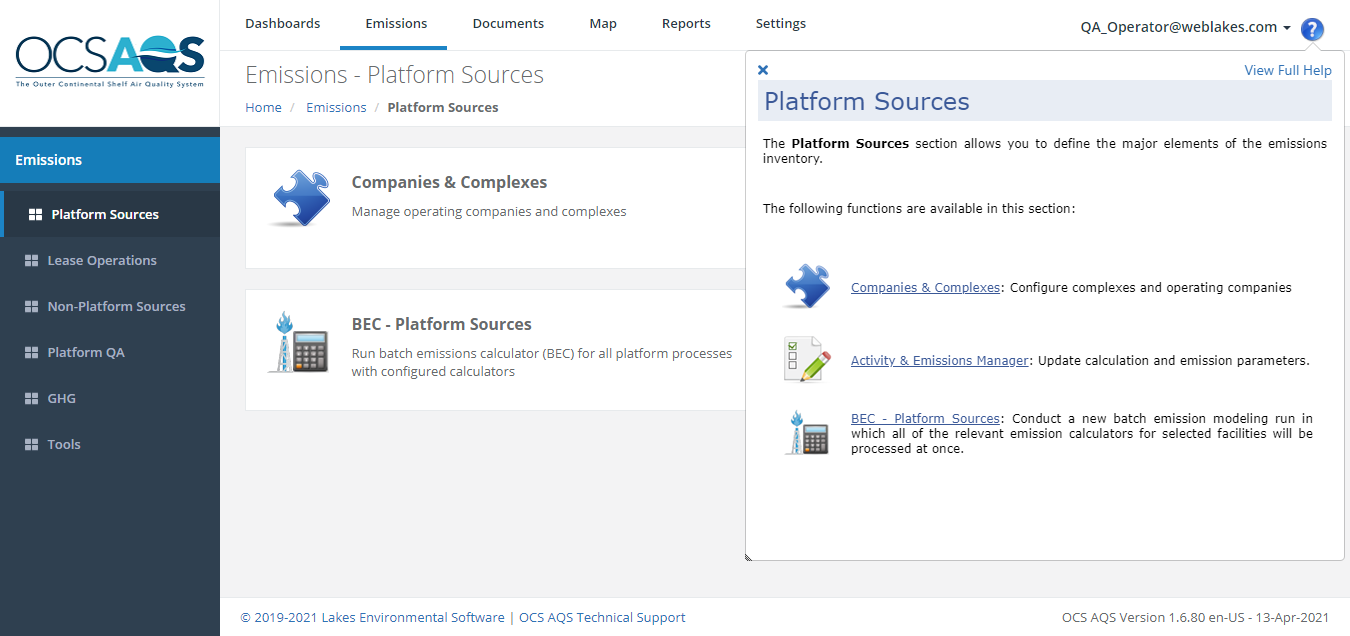 OCSAQS
The Outer Continental Shelf Air Quality System
Dashboards
Emissions
Documents
Map
Reports
Settings
QA_Operator@weblakes.com
?
Emissions - Platform Sources
Home / Emissions / Platform Sources
Emissions
Platform Sources
Lease Operations
Non-Platform Sources
Platform QA
GHG
Tools
Companies & Complexes
Manage operating companies and complexes
BEC - Platform Sources
Run batch emissions calculator (BEC) for all platform processes
with configured calculators
View Full Help
Platform Sources
The Platform Sources section allows you to define the major elements of the emissions
inventory.
The following functions are available in this section:
Companies & Complexes: Configure complexes and operating companies
Activity & Emissions Manager: Update calculation and emission parameters.
BEC - Platform Sources: Conduct a new batch emission modeling run in
which all of the relevant emission calculators for selected facilities will be
processed at once.
© 2019-2021 Lakes Environmental Software | OCS AQS Technical Support
OCS AQS Version 1.6.80 en-US - 13-Apr-2021